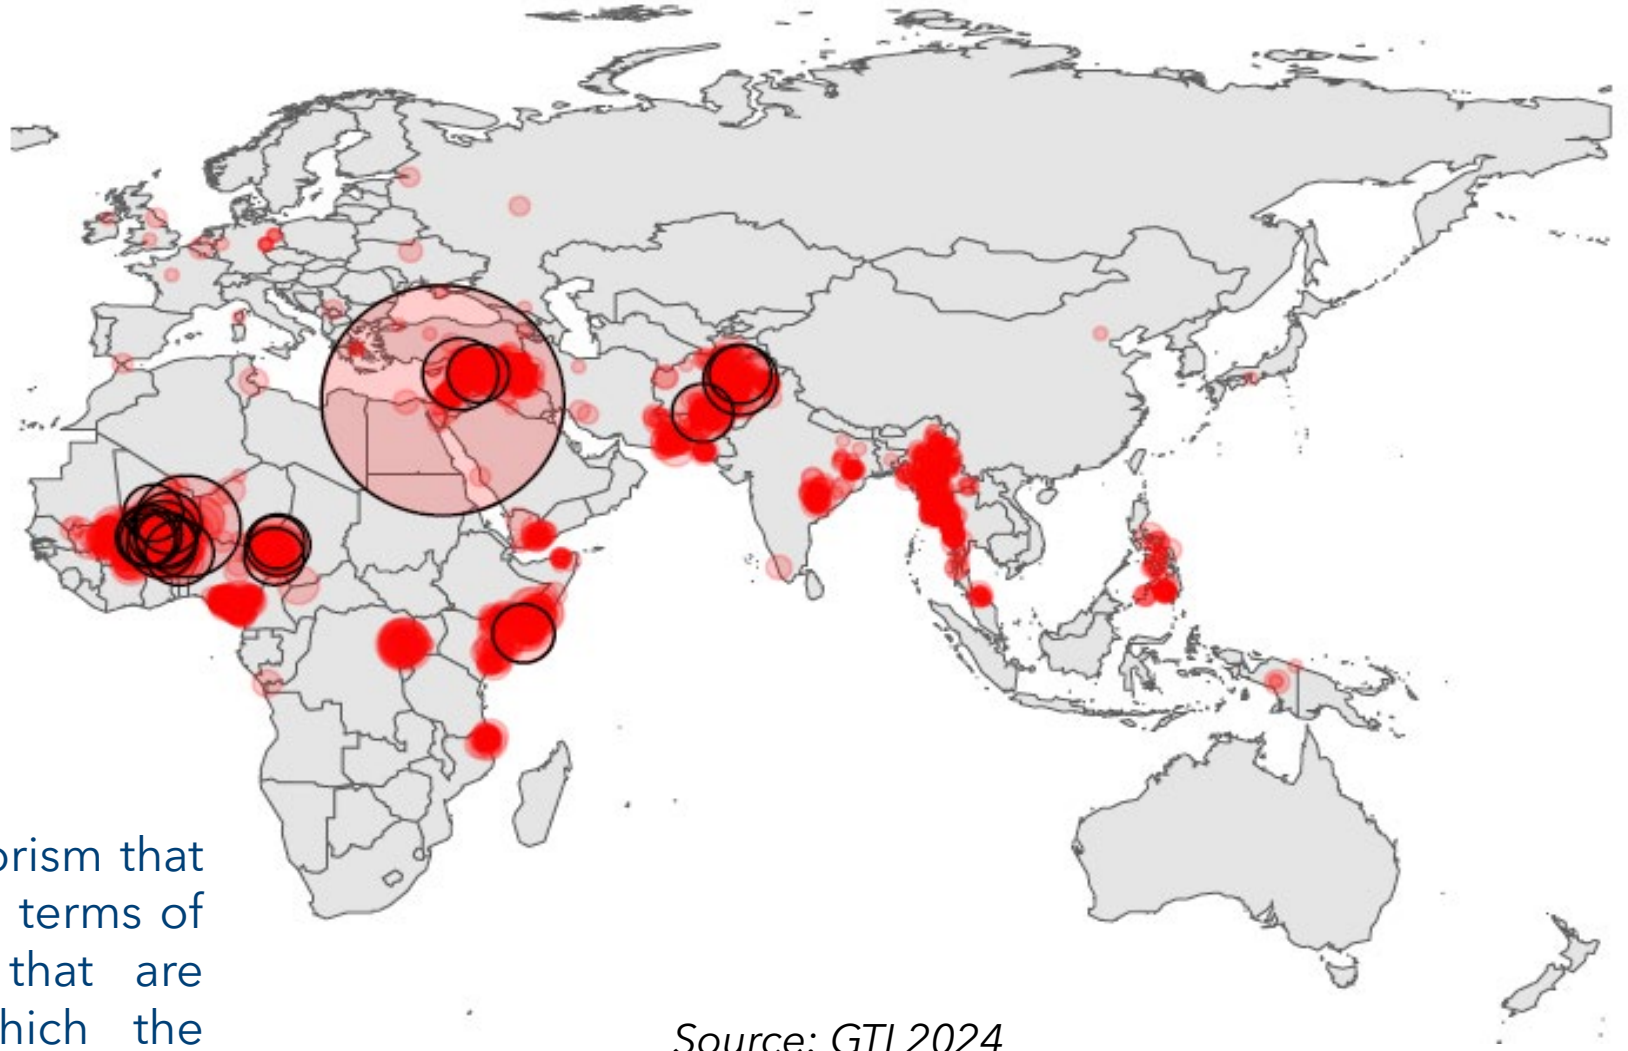 orism that
terms of
that are
hich the
Source: GTI 2024